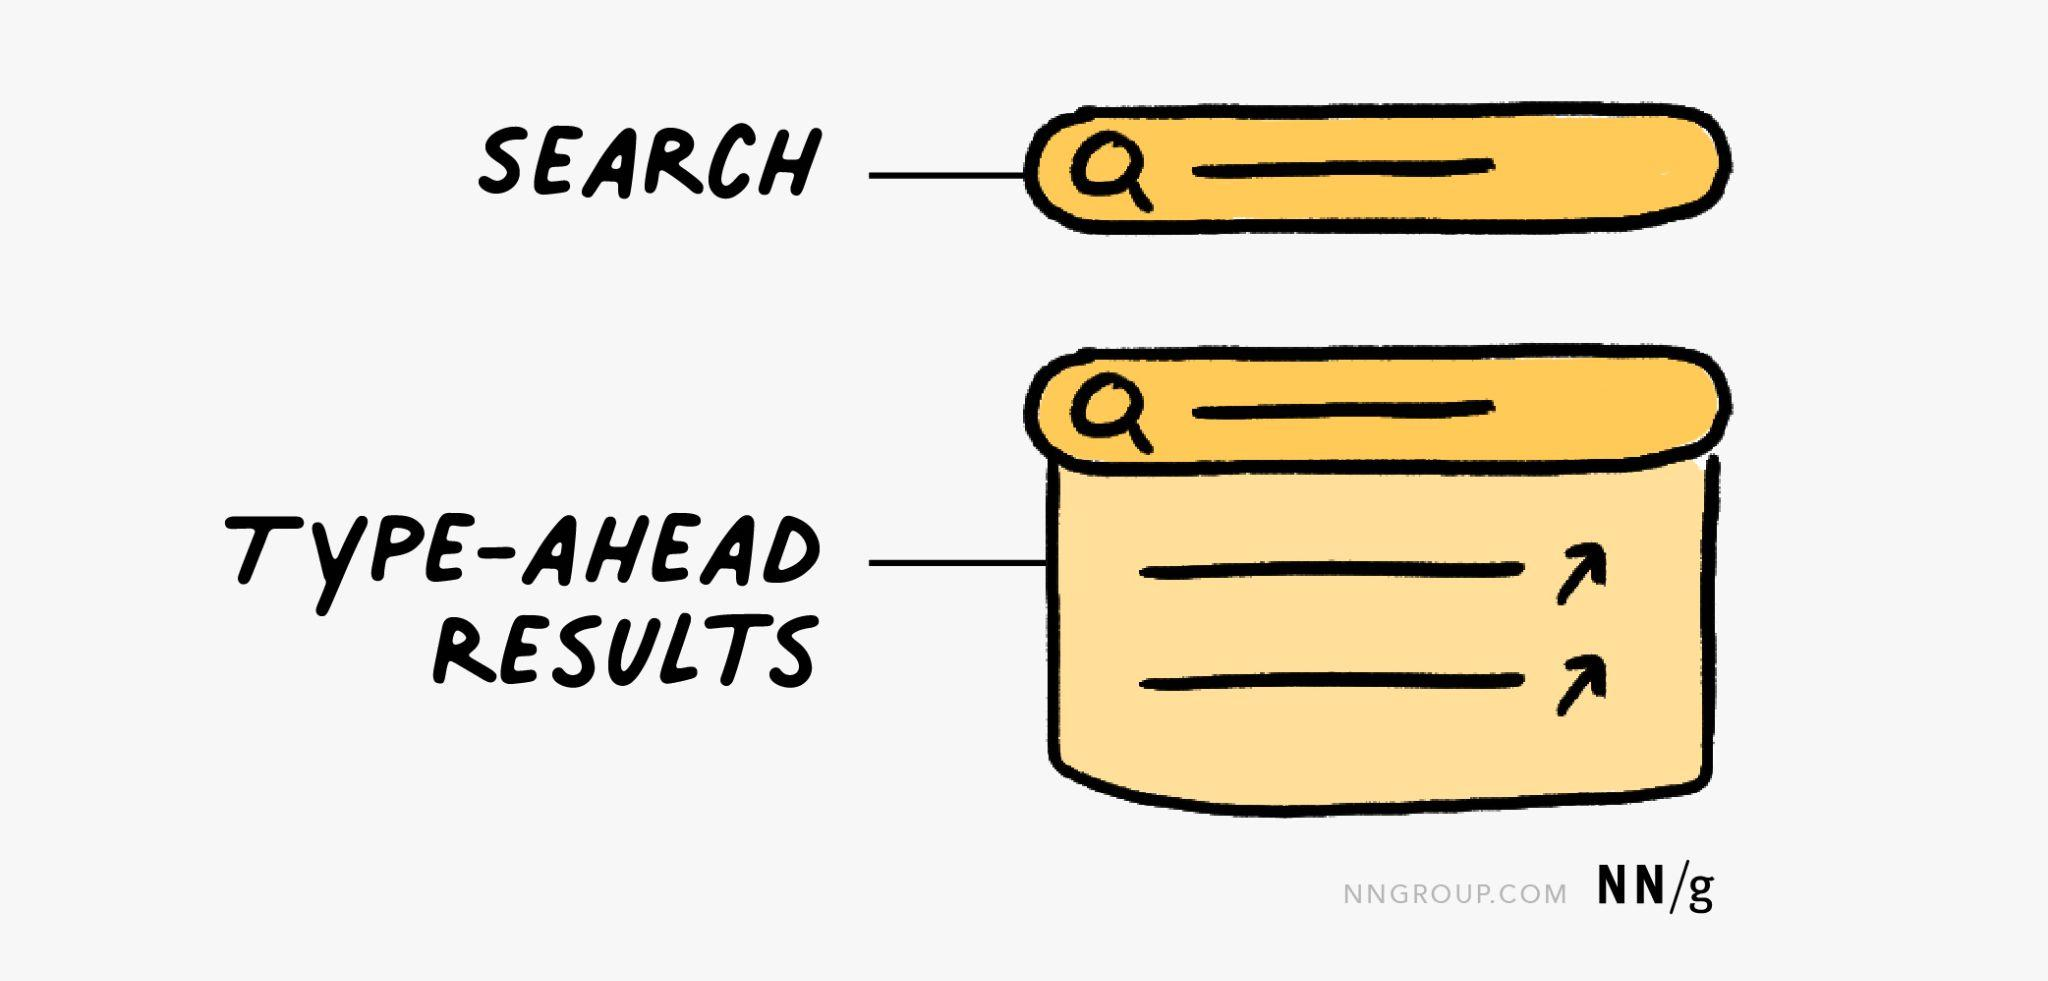 SEARCH
TYPE-AHEAD
RESULTS
NNGROUP.COM NN/g